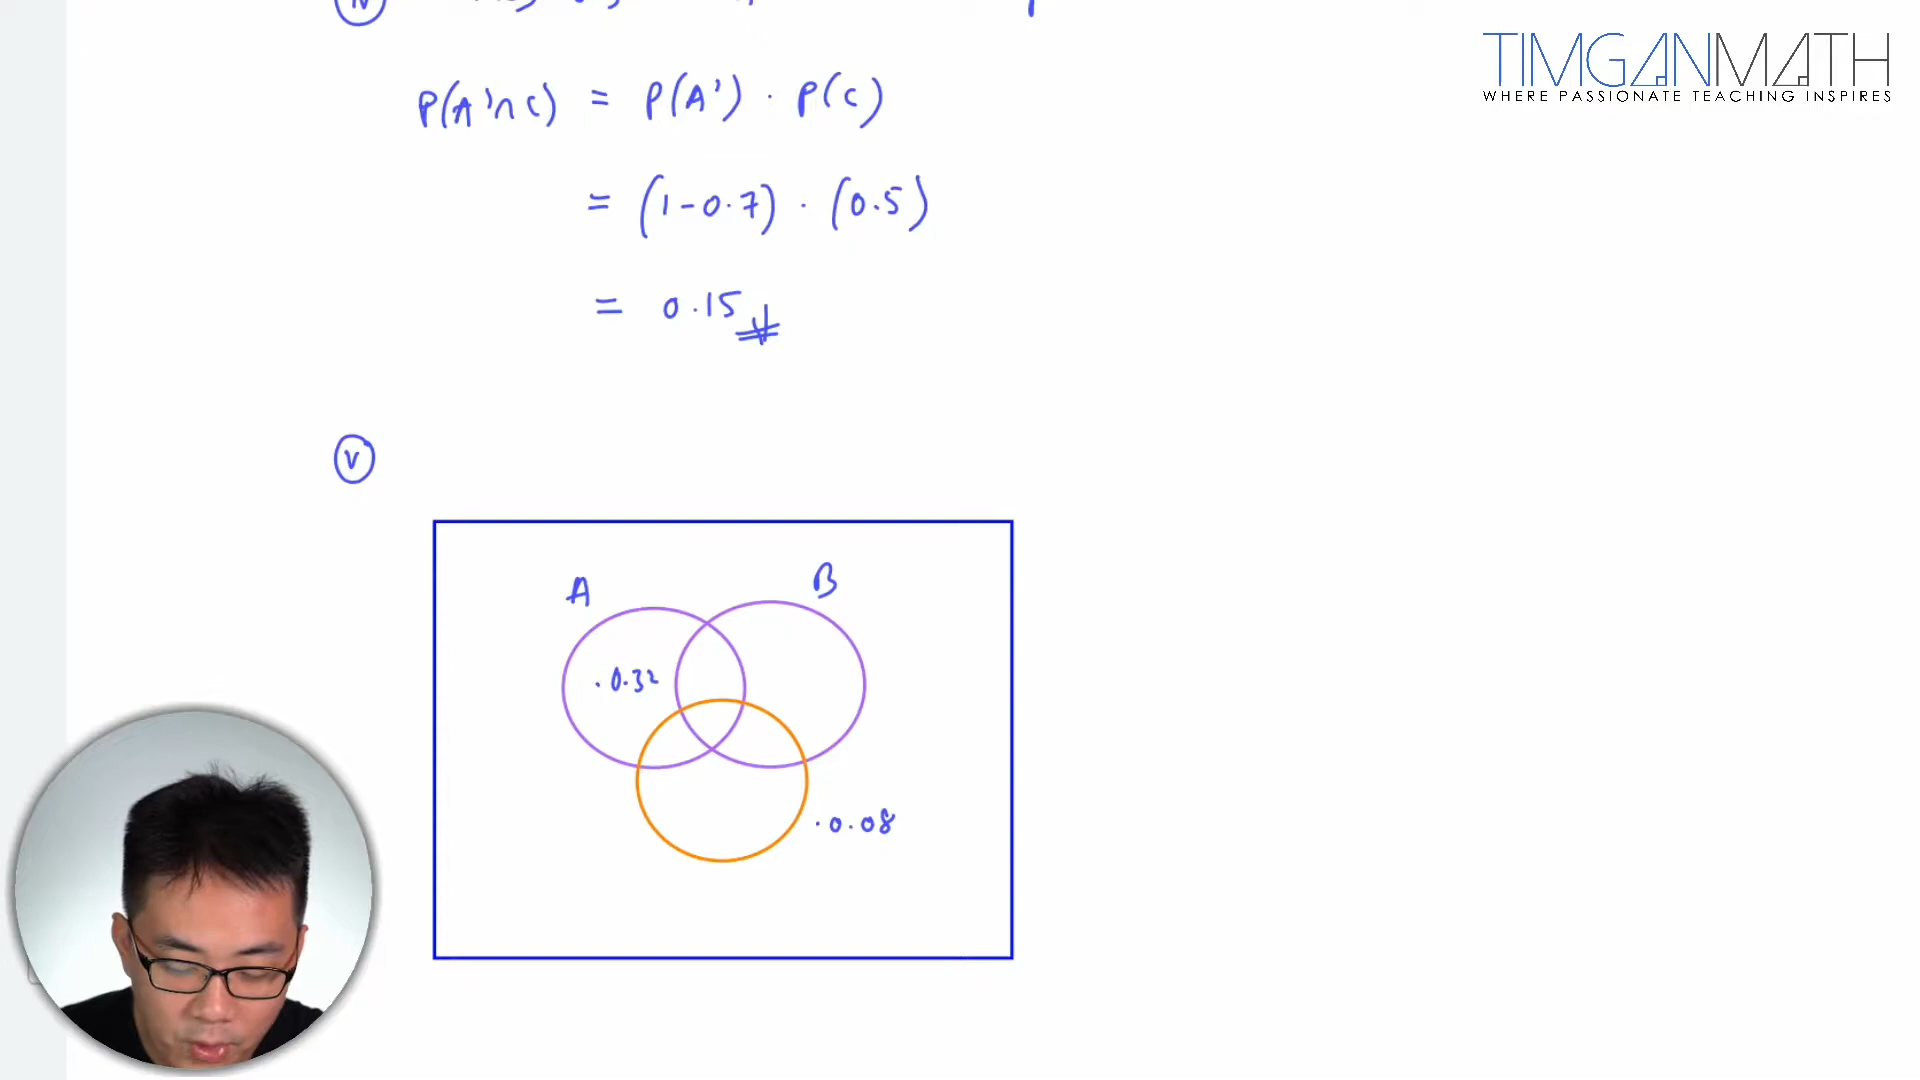 TIMGANMATH
WHERE PASSIONATE TEACHING INSPIRES
P(A'∩C) = P(A') · P(C)
= (1-0.7) · (0.5)
= 0.15
(v)
A
B
0.32
0.08